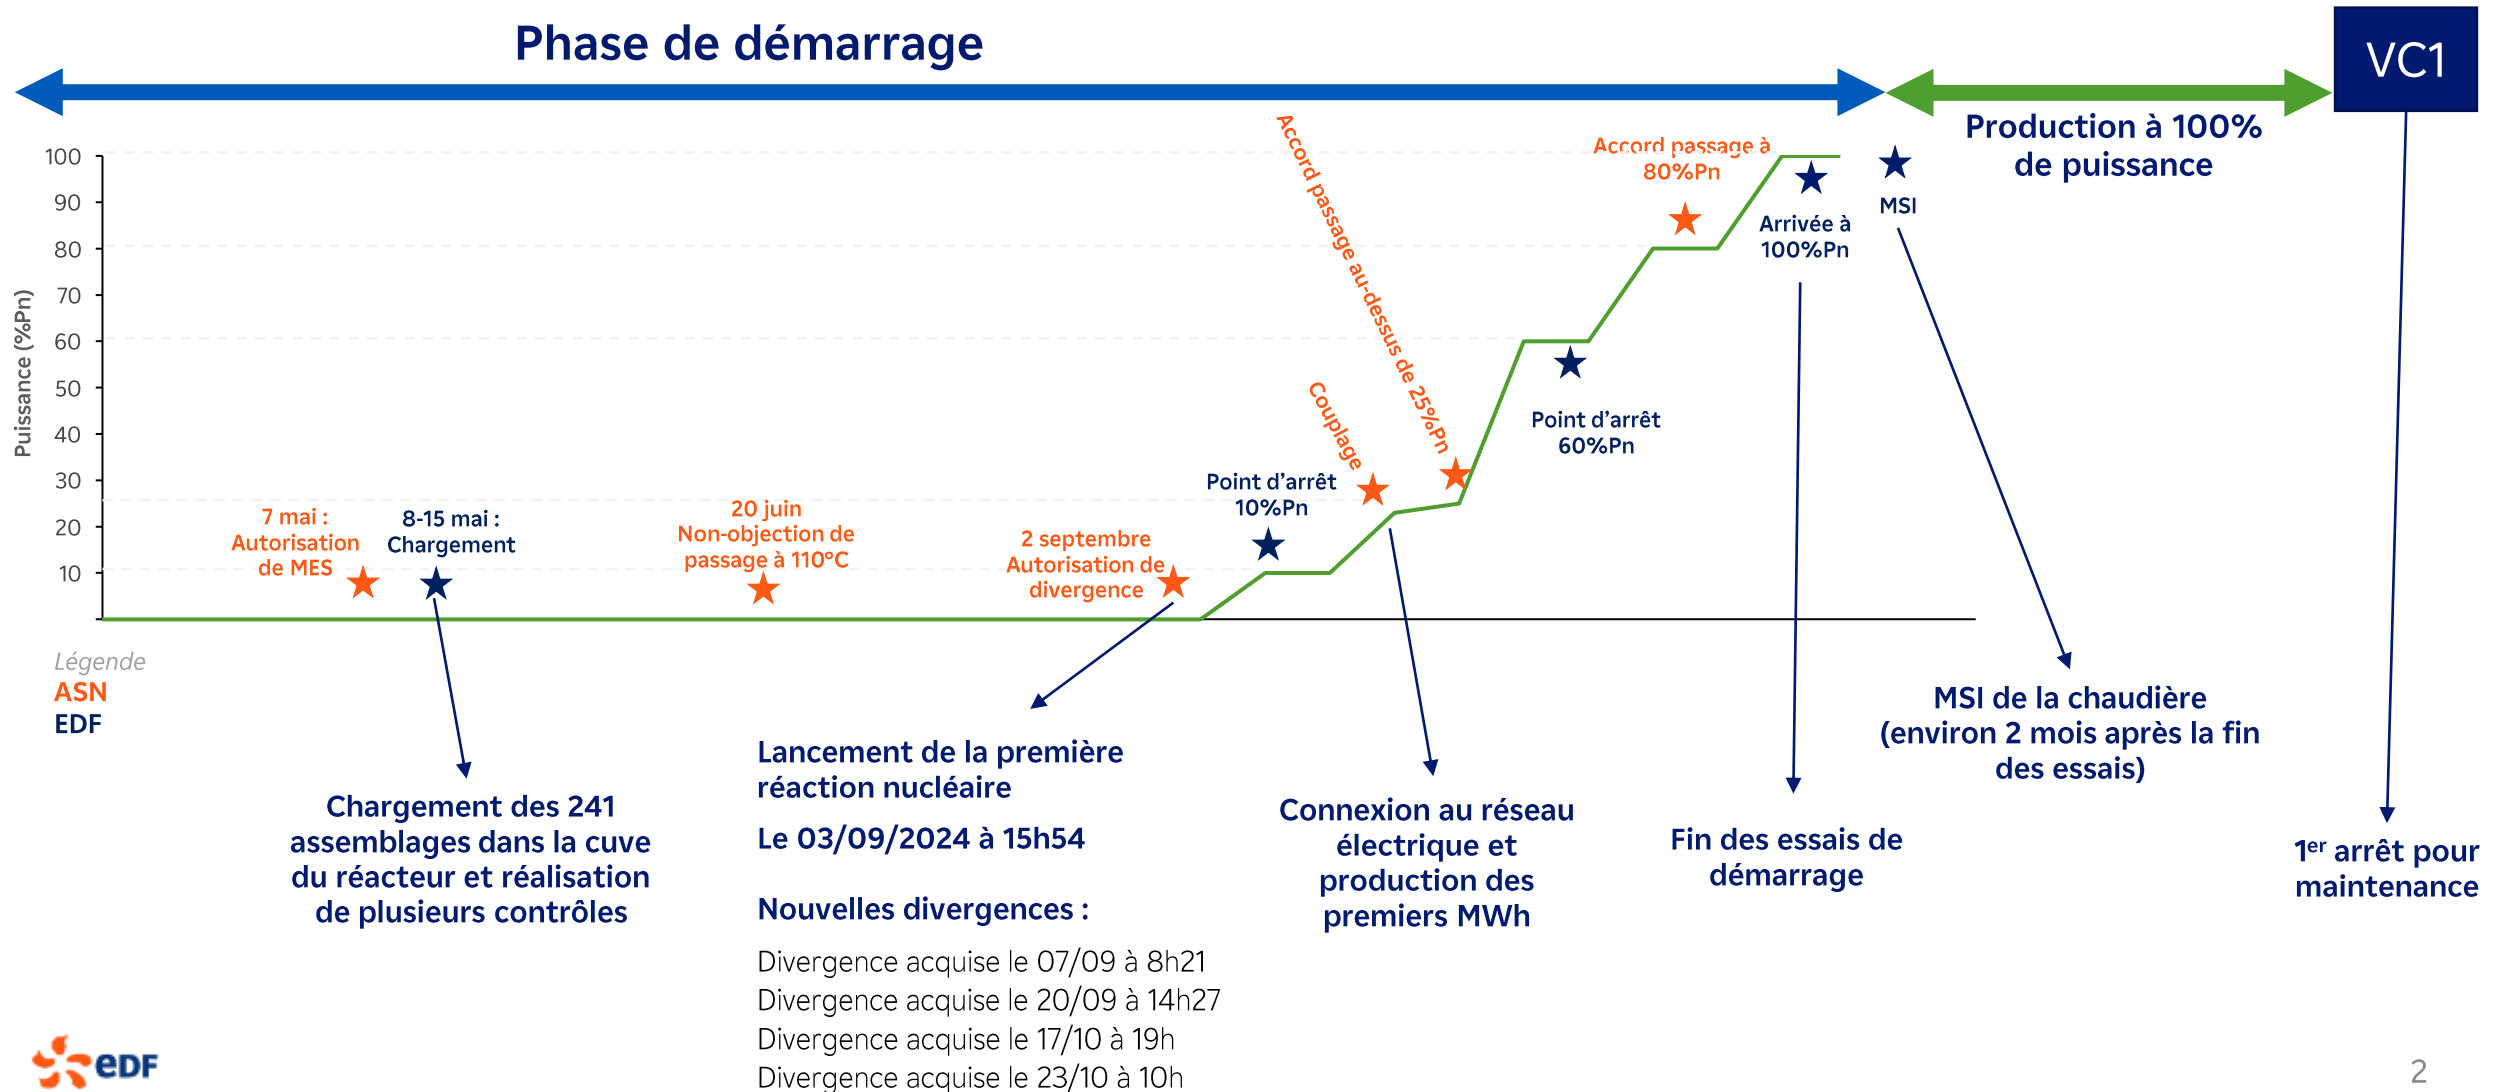 Phase de démarrage
VC1
Production à 100%
de puissance
Puissance (%Pn)
100
90
80
70
60
50
40
30
20
10
7 mai :
Autorisation
de MES
8-15 mai :
Chargement
20 juin
Non-objection de
passage à 110°C
2 septembre
Autorisation de
divergence
Point d'arrêt
10%Pn
Couplage
Accord passage au-dessus de 25%Pn
Point d'arrêt
60%Pn
Accord passage à
80%Pn
Arrivée à
100%Pn
MSI
Légende
ASN
EDF
Chargement des 241
assemblages dans la cuve
du réacteur et réalisation
de plusieurs contrôles
Lancement de la première
réaction nucléaire
Le 03/09/2024 à 15h54
Nouvelles divergences :
Divergence acquise le 07/09 à 8h21
Divergence acquise le 20/09 à 14h27
Divergence acquise le 17/10 à 19h
Divergence acquise le 23/10 à 10h
Connexion au réseau
électrique et
production des
premiers MWh
Fin des essais de
démarrage
MSI de la chaudière
(environ 2 mois après la fin
des essais)
1er arrêt pour
maintenance
eDF
2